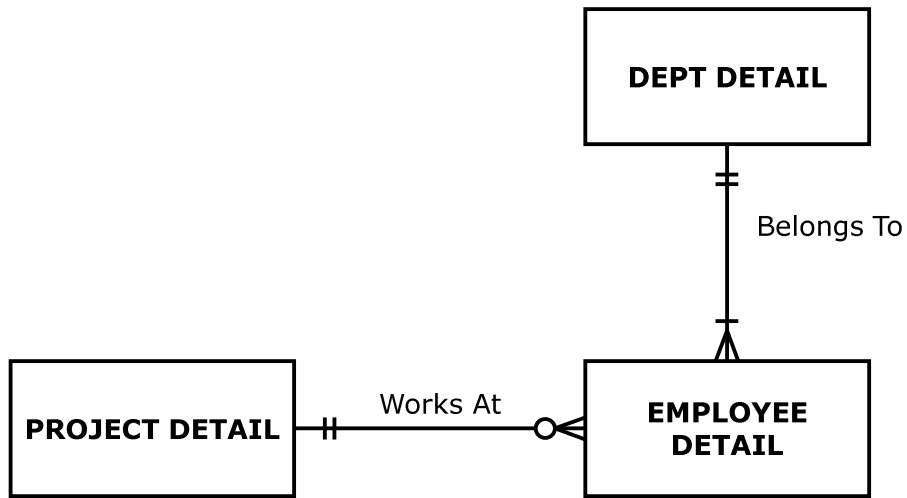 DEPT DETAIL
Belongs To
Works At
PROJECT DETAIL
EMPLOYEE
DETAIL